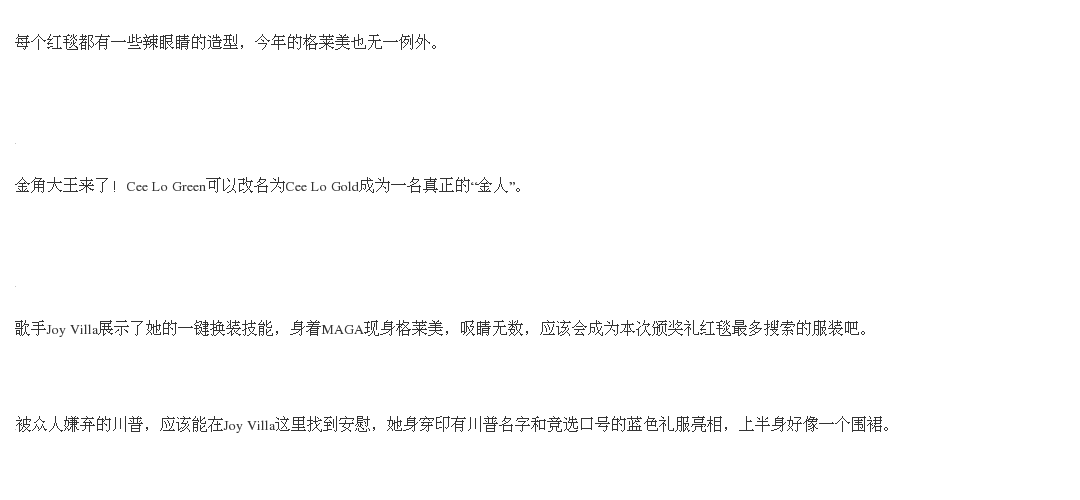 每个红毯都有一些辣眼睛的造型，今年的格莱美也无一例外。
金角大王来了！Cee Lo Green可以改名为Cee Lo Gold成为一名真正的“金人”。
歌手Joy Villa展示了她的一键换装技能，身着MAGA现身格莱美，吸睛无数，应该会成为本次颁奖礼红毯最多搜索的服装吧。
被众人嫌弃的川普，应该能在Joy Villa这里找到安慰，她身穿印有川普名字和竞选口号的蓝色礼服亮相，上半身好像一个围裙。